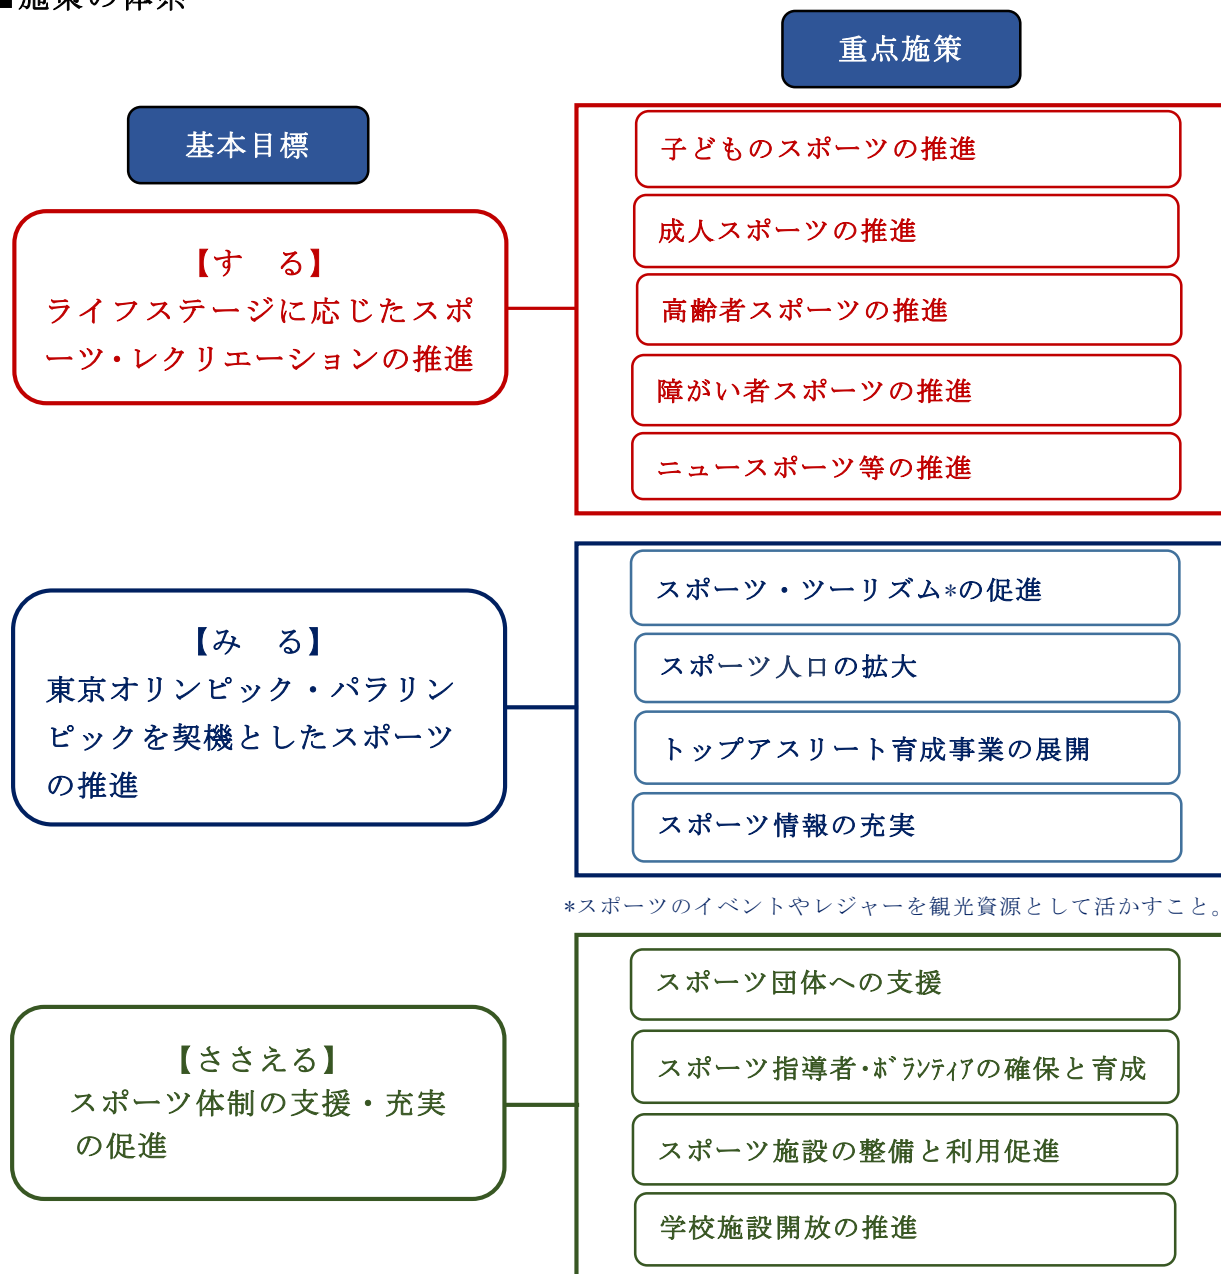 ■施策の体系
重点施策
基本目標
【す　る】
ライフステージに応じたスポ
ーツ・レクリエーションの推進
子どものスポーツの推進
成人スポーツの推進
高齢者スポーツの推進
障がい者スポーツの推進
ニュースポーツ等の推進
【み　る】
東京オリンピック・パラリン
ピックを契機としたスポーツ
の推進
スポーツ・ツーリズム*の促進
スポーツ人口の拡大
トップアスリート育成事業の展開
スポーツ情報の充実
*スポーツのイベントやレジャーを観光資源として活かすこと。
【ささえる】
スポーツ体制の支援・充実
の促進
スポーツ団体への支援
スポーツ指導者・ﾎﾞﾗﾝﾃｨｱの確保と育成
スポーツ施設の整備と利用促進
学校施設開放の推進